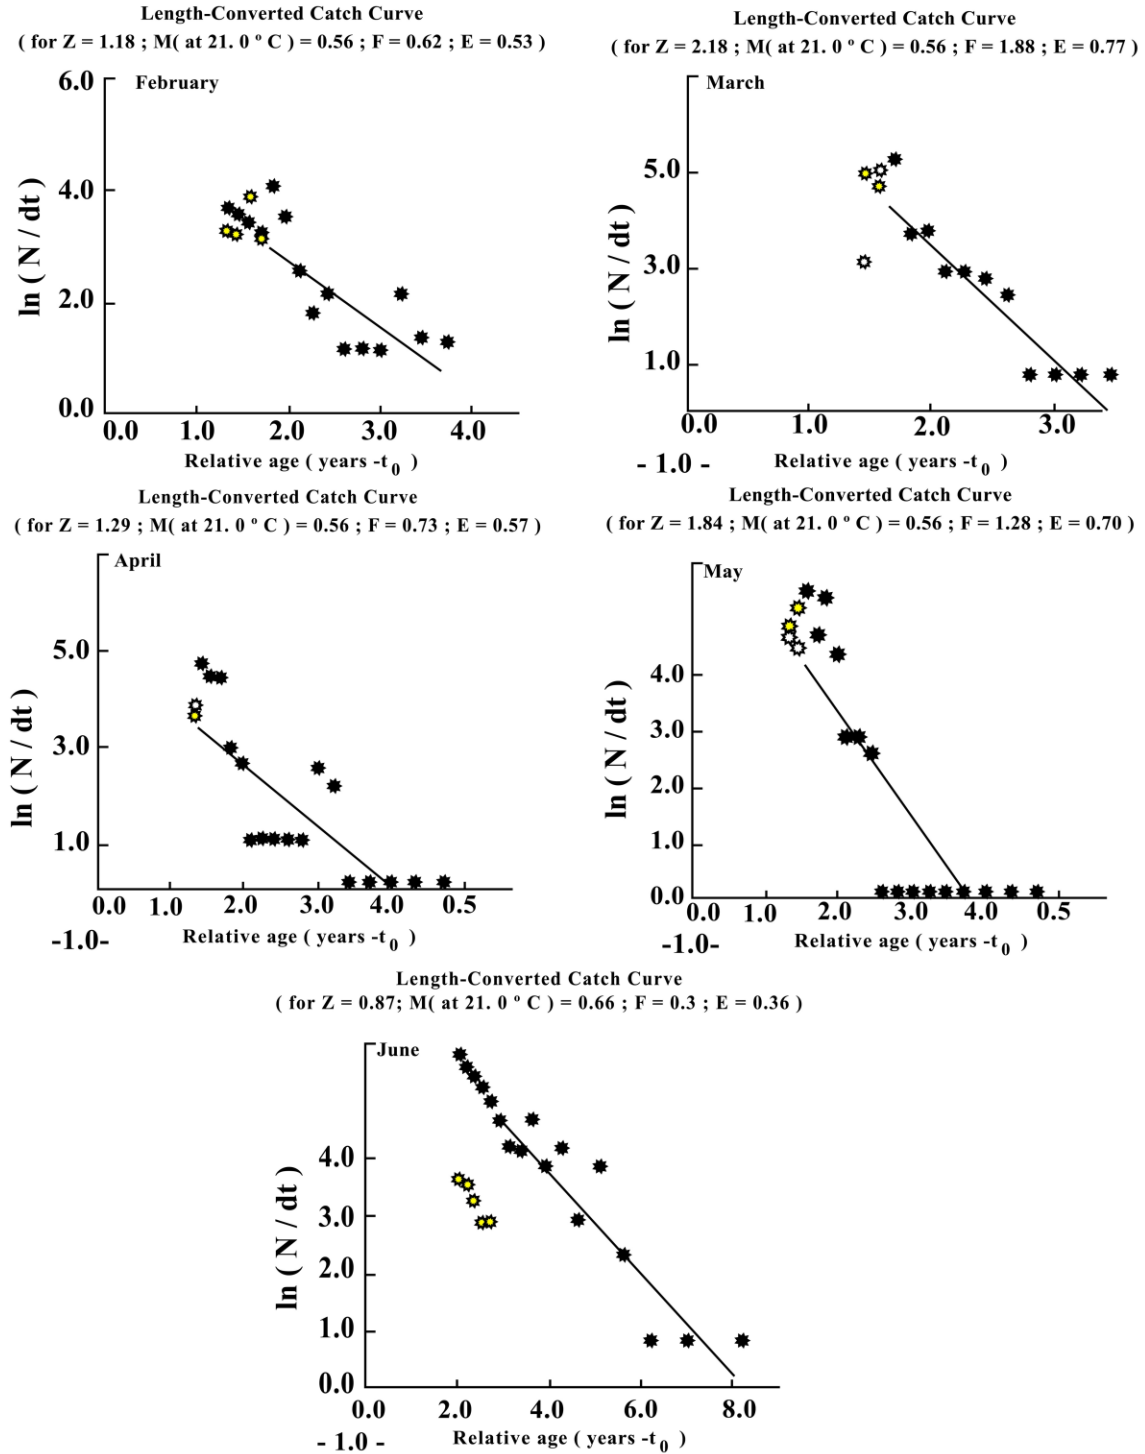 Length-Converted Catch Curve
( for Z = 1.18 ; M( at 21. 0 º C ) = 0.56 ; F = 0.62 ; E = 0.53 )
February
6.0
4.0
2.0
0.0
ln ( N / dt )
0.0 1.0 2.0 3.0 4.0
Relative age ( years -t0 )
Length-Converted Catch Curve
( for Z = 2.18 ; M( at 21. 0 º C ) = 0.56 ; F = 1.88 ; E = 0.77 )
March
5.0
3.0
1.0
ln ( N / dt )
0.0 1.0 2.0 3.0
- 1.0 -
Relative age ( years -t0 )
Length-Converted Catch Curve
( for Z = 1.29 ; M( at 21. 0 º C ) = 0.56 ; F = 0.73 ; E = 0.57 )
April
5.0
3.0
1.0
ln ( N / dt )
0.0 1.0 2.0 3.0 4.0 0.5
-1.0-
Relative age ( years -t0 )
Length-Converted Catch Curve
( for Z = 1.84 ; M( at 21. 0 º C ) = 0.56 ; F = 1.28 ; E = 0.70 )
May
4.0
3.0
2.0
1.0
0.0
ln ( N / dt )
0.0 1.0 2.0 3.0 4.0 0.5
-1.0-
Relative age ( years -t0 )
Length-Converted Catch Curve
( for Z = 0.87; M( at 21. 0 º C ) = 0.66 ; F = 0.3 ; E = 0.36 )
June
4.0
3.0
2.0
1.0
0.0
ln ( N / dt )
0.0 2.0 4.0 6.0 8.0
- 1.0 -
Relative age ( years -t0 )